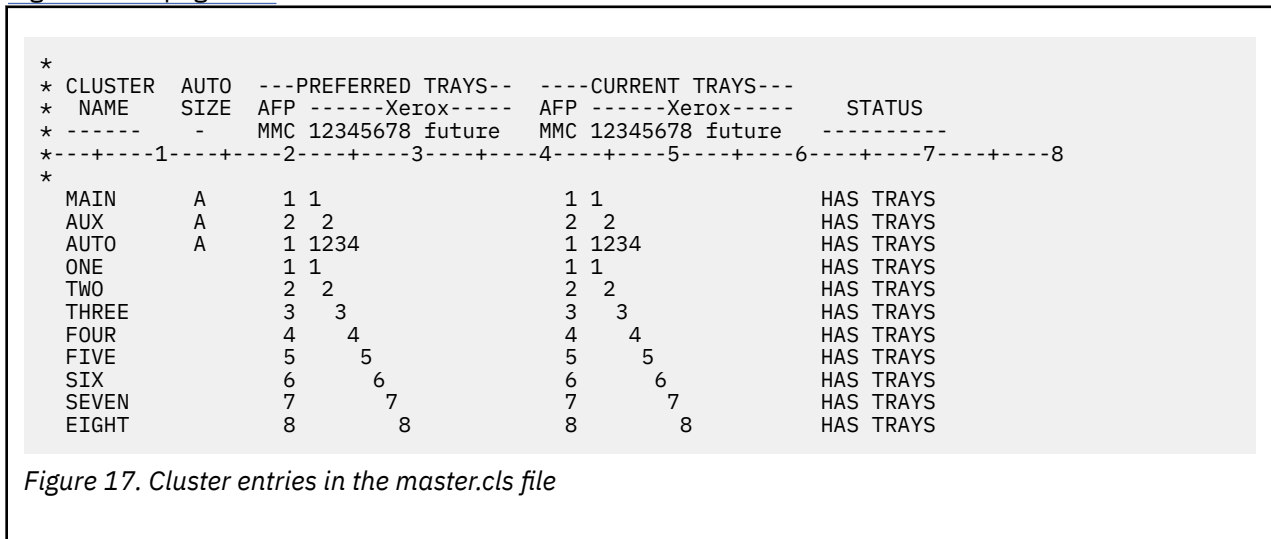 *
* CLUSTER  AUTO  ---PREFERRED TRAYS--  ----CURRENT TRAYS---
*  NAME    SIZE  AFP ------Xerox-----  AFP ------Xerox-----    STATUS
* ------    -    MMC 12345678 future   MMC 12345678 future   ----------
*---+----1----+----2----+----3----+----4----+----5----+----6----+----7----+----8
*
  MAIN      A      1 1                   1 1                 HAS TRAYS
  AUX       A      2  2                  2  2                HAS TRAYS
  AUTO      A      1 1234                1 1234              HAS TRAYS
  ONE              1 1                   1 1                 HAS TRAYS
  TWO              2  2                  2  2                HAS TRAYS
  THREE            3   3                 3   3               HAS TRAYS
  FOUR             4    4                4    4              HAS TRAYS
  FIVE             5     5               5     5             HAS TRAYS
  SIX              6      6              6      6            HAS TRAYS
  SEVEN            7       7             7       7           HAS TRAYS
  EIGHT            8        8            8        8          HAS TRAYS
Figure 17. Cluster entries in the master.cls file